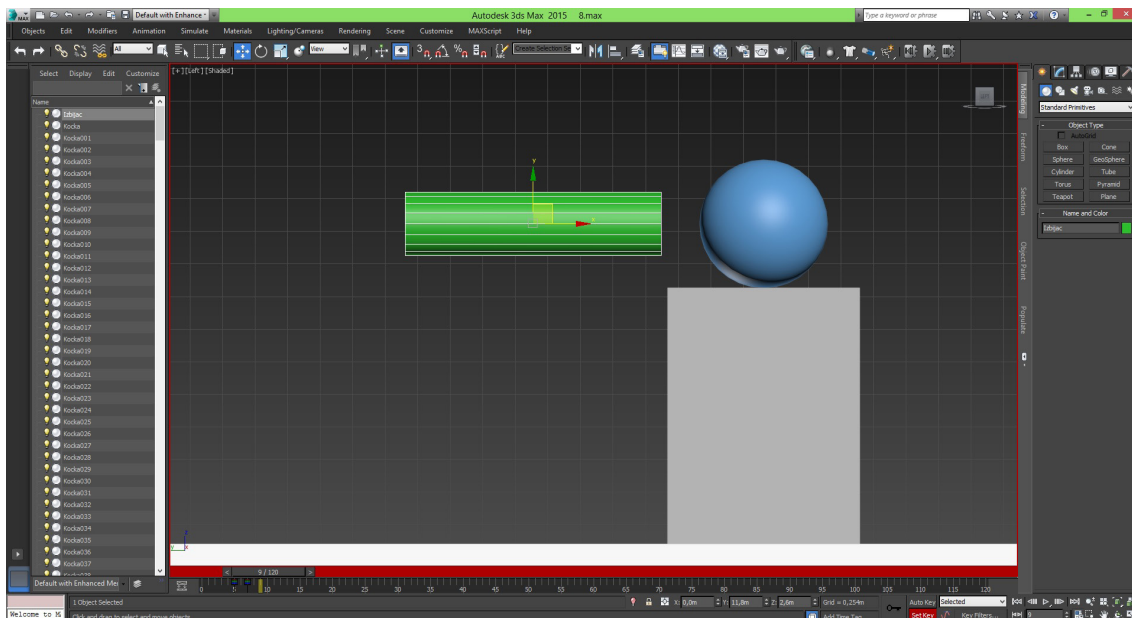 MAX
Default with Enhance
Autodesk 3ds Max 2015 8.max
Type a keyword or phrase
Objects Edit Modifiers Animation Simulate Materials Lighting/Cameras Rendering Scene Customize MAXScript Help
All View Create Selection Se
Select Display Edit Customize
Name
Izbijac
Kocka
Kocka001
Kocka002
Kocka003
Kocka004
Kocka005
Kocka006
Kocka007
Kocka008
Kocka009
Kocka010
Kocka011
Kocka012
Kocka013
Kocka014
Kocka015
Kocka016
Kocka017
Kocka018
Kocka019
Kocka020
Kocka021
Kocka022
Kocka023
Kocka024
Kocka025
Kocka026
Kocka027
Kocka028
Kocka029
Kocka030
Kocka031
Kocka032
Kocka033
Kocka034
Kocka035
Kocka036
Kocka037
Default with Enhanced Me
[+] [Left] [Shaded]
Y
x
Modeling
Freeform
Selection
Object Paint
Populate
Standard Primitives
Object Type
AutoGrid
Box Cone
Sphere GeoSphere
Cylinder Tube
Torus Pyramid
Teapot Plane
Name and Color
Izbijac
9 / 120
0 5 10 15 20 25 30 35 40 45 50 55 60 65 70 75 80 85 90 95 100 105 110 115 120
1 Object Selected X: 0,0m Y: 11,8m Z: 2,6m Grid = 0,254m Auto Key Selected
Welcome to M Click and drag to select and move objects Add Time Tag Set Key Key Filters... 9